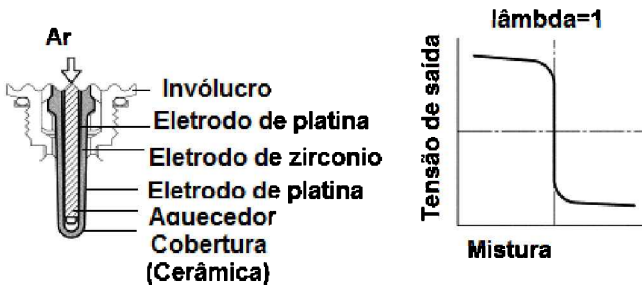 Ar
Invólucro
Eletrodo de platina
Eletrodo de zirconio
Eletrodo de platina
Aquecedor
Cobertura
(Cerâmica)
lâmbda=1
Tensão de saída
Mistura